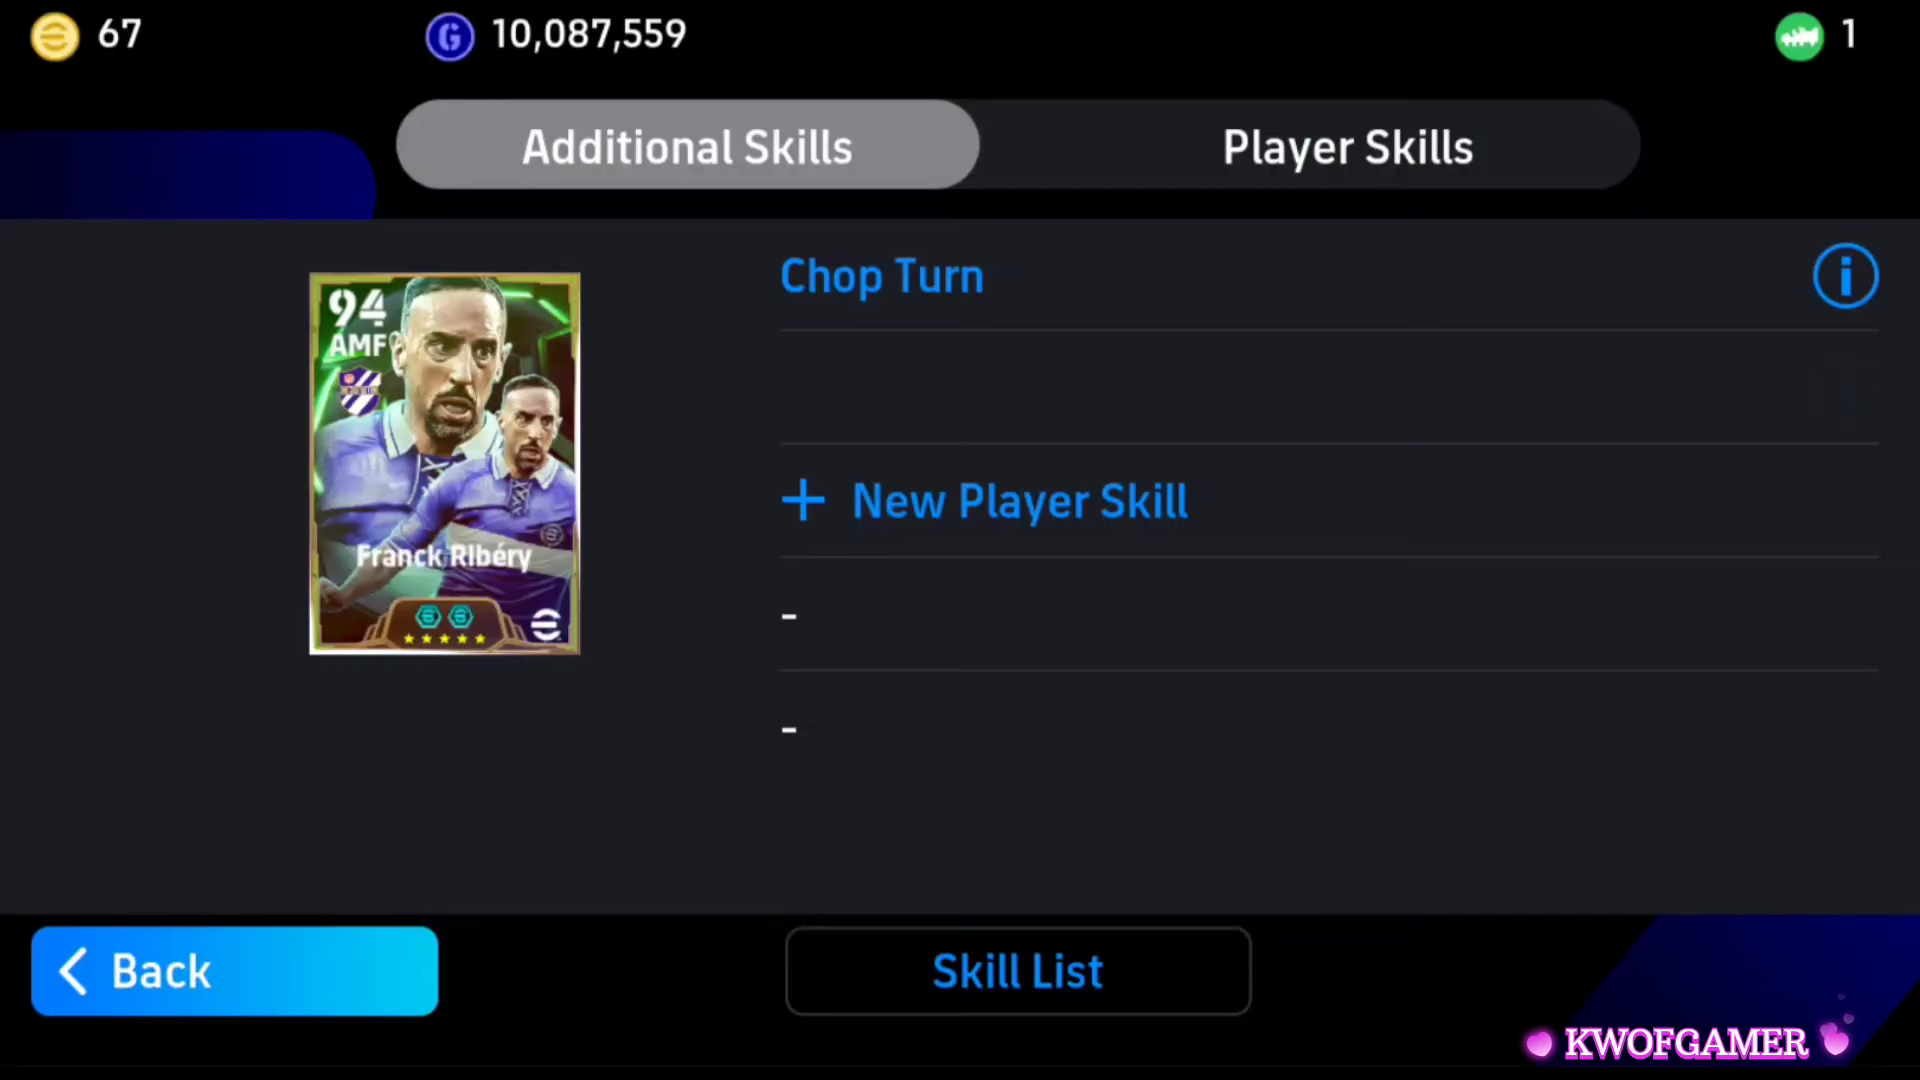 67
10,087,559
1
Additional Skills
Player Skills
Chop Turn
94
AMF
Franck Ribéry
+ New Player Skill
-
-
Back
Skill List
KWOFGAMER